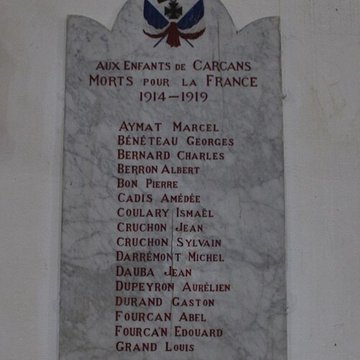 AUX ENFANTS DE CARCANS
MORTS POUR LA FRANCE
1914-1919
AYMAT MARCEL
BÉNÉTEAU GEORGES
BERNARD CHARLES
BERRON ALBERT
BON PIERRE
CADIS AMÉDÉE
COULARY ISMAËL
CRUCHON JEAN
CRUCHON SYLVAIN
DARRÉMONT MICHEL
DAUBA JEAN
DUPEYRON AURÉLIEN
DURAND GASTON
FOURCAN ABEL
FOURCAN EDOUARD
GRAND LOUIS